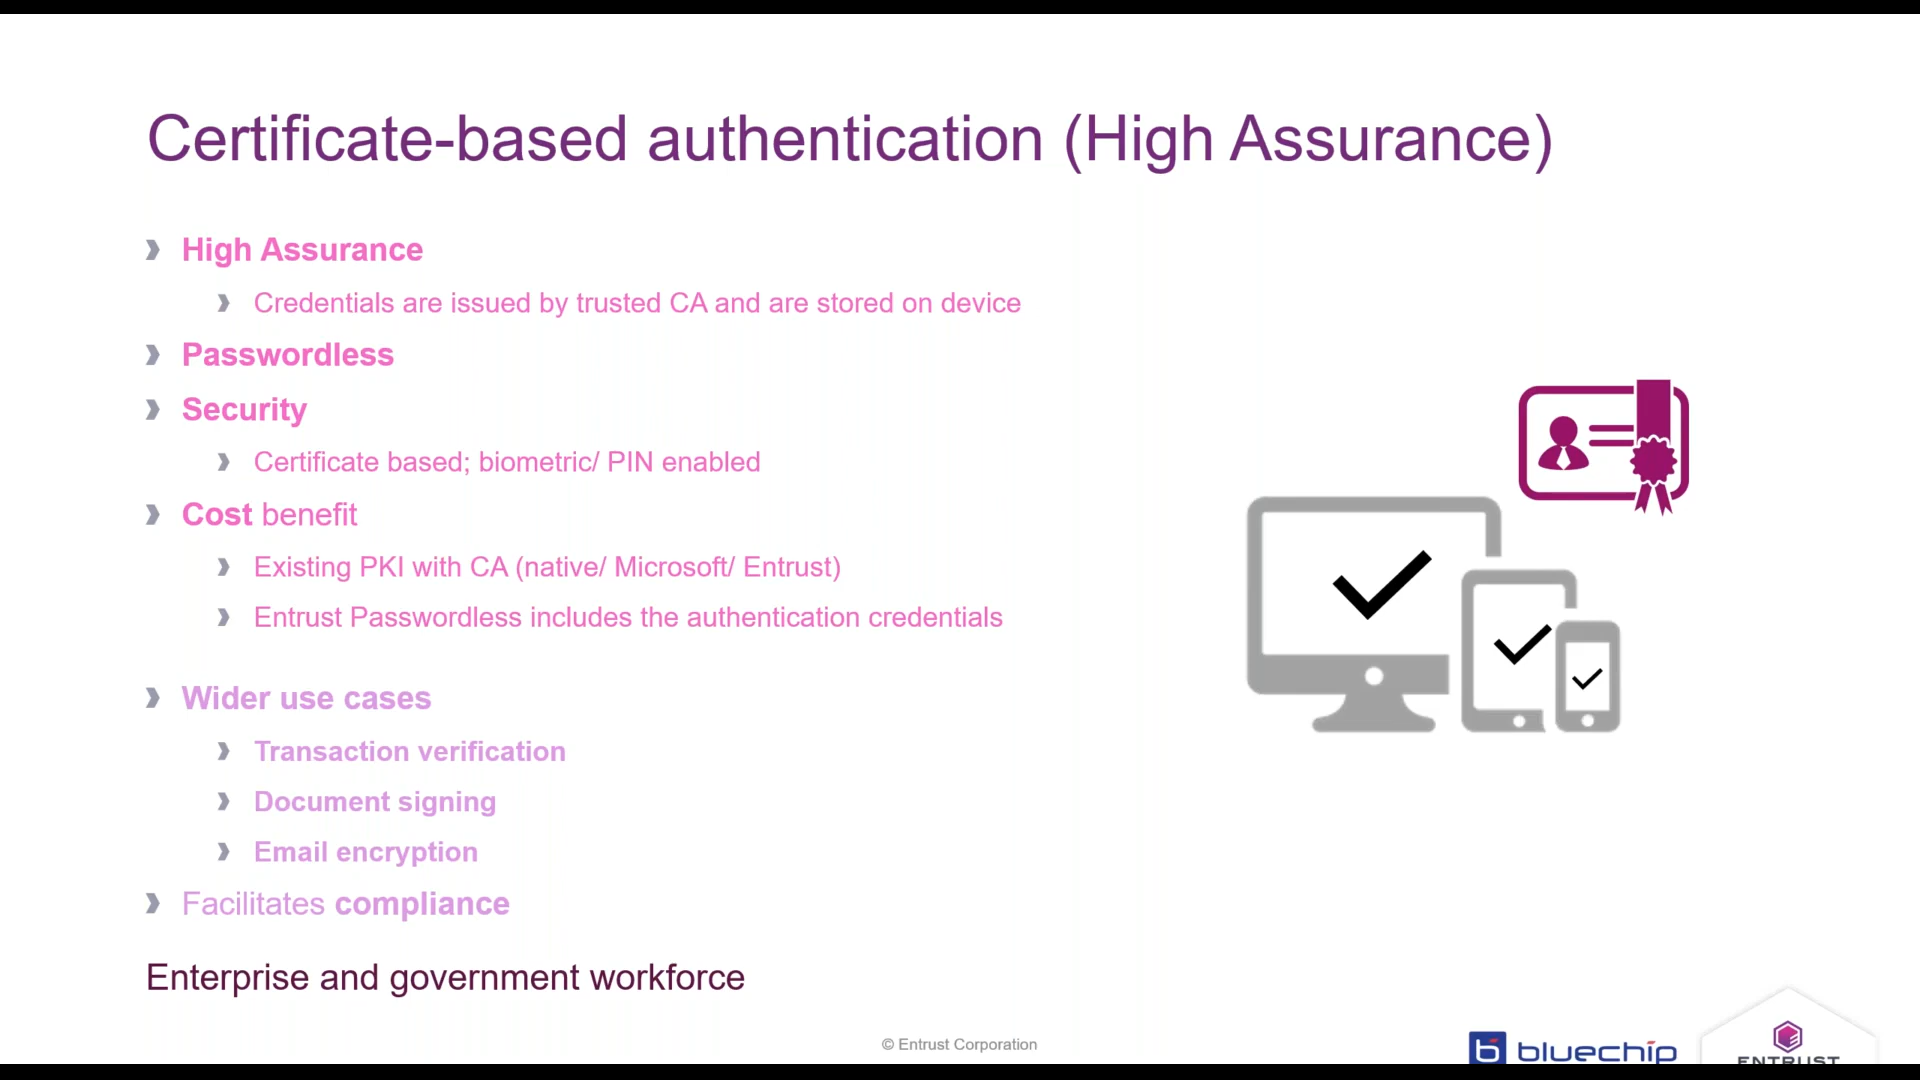 Certificate-based authentication (High Assurance)
High Assurance
Credentials are issued by trusted CA and are stored on device
Passwordless
Security
Certificate based; biometric/ PIN enabled
Cost benefit
Existing PKI with CA (native/ Microsoft/ Entrust)
Entrust Passwordless includes the authentication credentials
Wider use cases
Transaction verification
Document signing
Email encryption
Facilitates compliance
Enterprise and government workforce
© Entrust Corporation
bluechip
ENTRUST